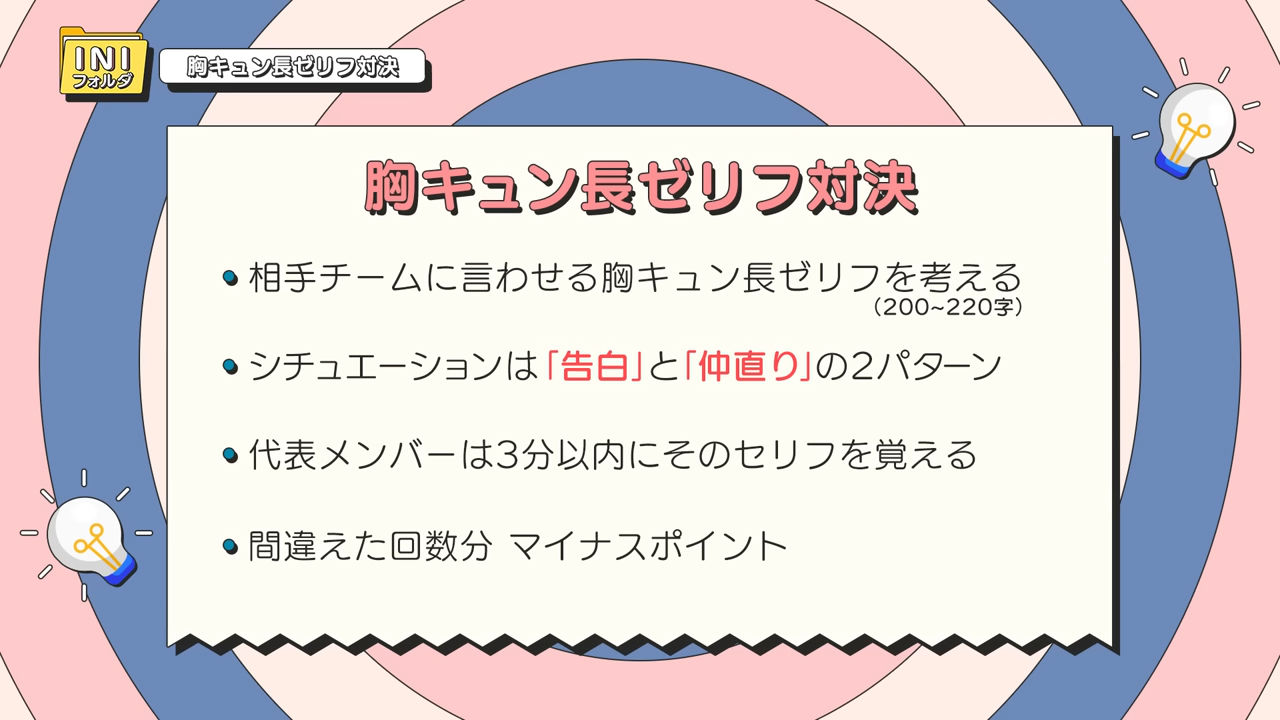 INI
フォルダ
胸キュン長ゼリフ対決
胸キュン長ゼリフ対決
相手チームに言わせる胸キュン長ゼリフを考える
（200~220字）
シチュエーションは「告白」と「仲直り」の2パターン
代表メンバーは3分以内にそのセリフを覚える
間違えた回数分 マイナスポイント